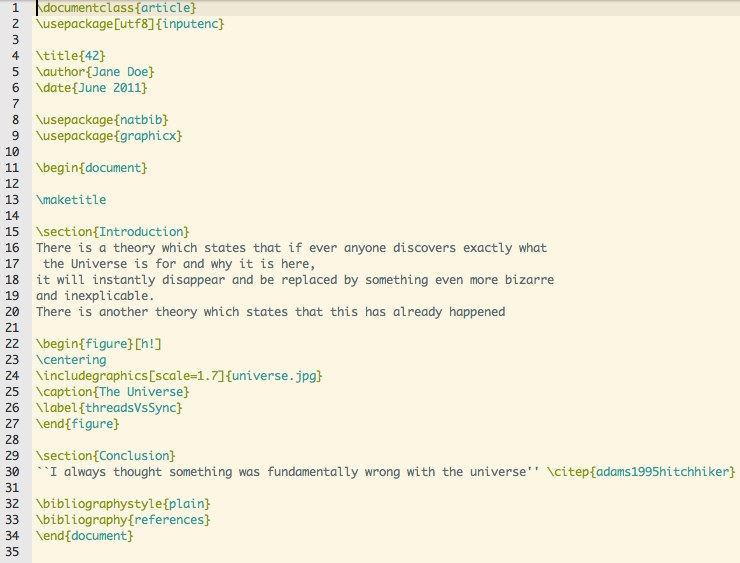 1 \documentclass{article}
2 \usepackage[utf8]{inputenc}
3
4 \title{42}
5 \author{Jane Doe}
6 \date{June 2011}
7
8 \usepackage{natbib}
9 \usepackage{graphicx}
10
11 \begin{document}
12
13 \maketitle
14
15 \section{Introduction}
16 There is a theory which states that if ever anyone discovers exactly what
17  the Universe is for and why it is here,
18 it will instantly disappear and be replaced by something even more bizarre
19 and inexplicable.
20 There is another theory which states that this has already happened
21
22 \begin{figure}[h!]
23 \centering
24 \includegraphics[scale=1.7]{universe.jpg}
25 \caption{The Universe}
26 \label{threadsVsSync}
27 \end{figure}
28
29 \section{Conclusion}
30 ``I always thought something was fundamentally wrong with the universe'' \citep{adams1995hitchhiker}
31
32 \bibliographystyle{plain}
33 \bibliography{references}
34 \end{document}
35